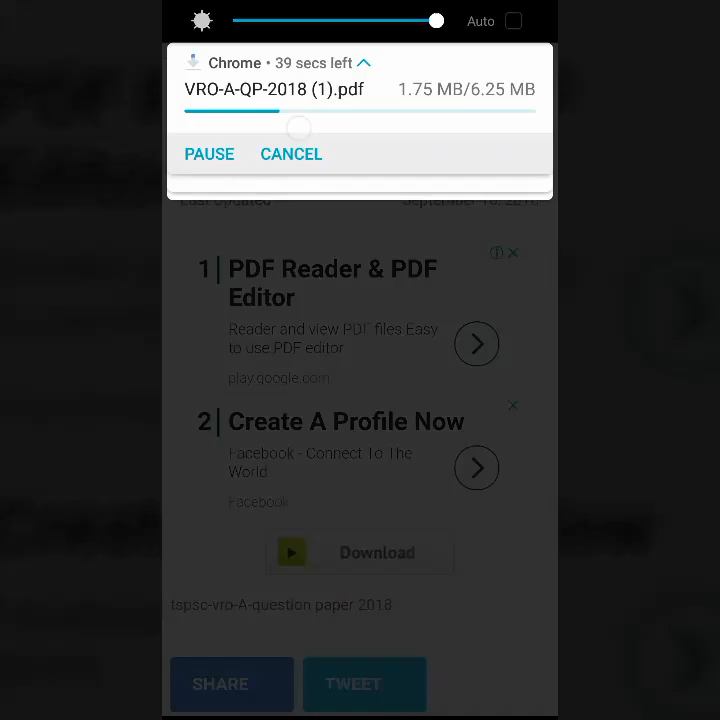 Auto
Chrome • 39 secs left
VRO-A-QP-2018 (1).pdf 1.75 MB/6.25 MB
PAUSE CANCEL
Last Updated
1 PDF Reader & PDF
Editor
Reader and view PDF files Easy
to use PDF editor
play.google.com
2 Create A Profile Now
Facebook - Connect To The
World
Facebook
Download
tspsc-vro-A-question paper 2018
SHARE TWEET